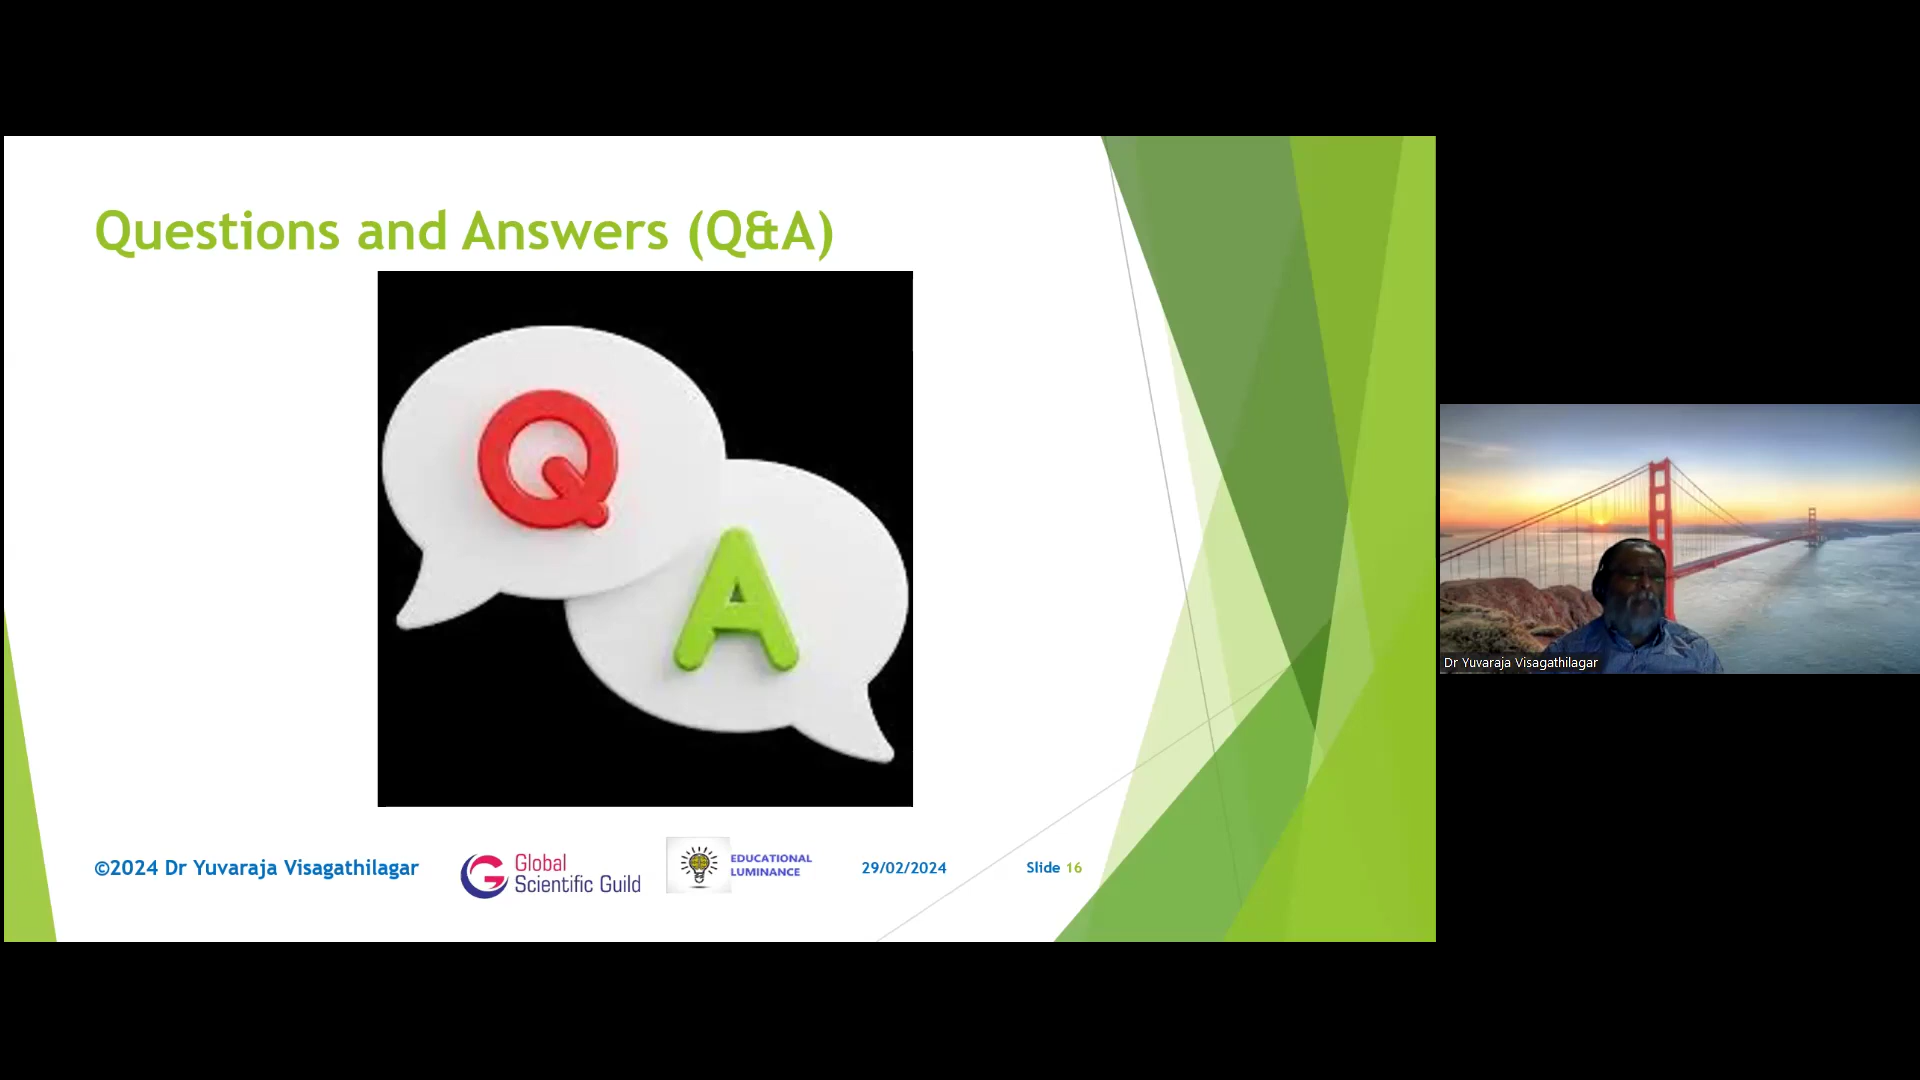 Questions and Answers (Q&A)
Q
A
©2024 Dr Yuvaraja Visagathilagar
Global
Scientific Guild
EDUCATIONAL
LUMINANCE
29/02/2024
Slide 16
Dr Yuvaraja Visagathilagar